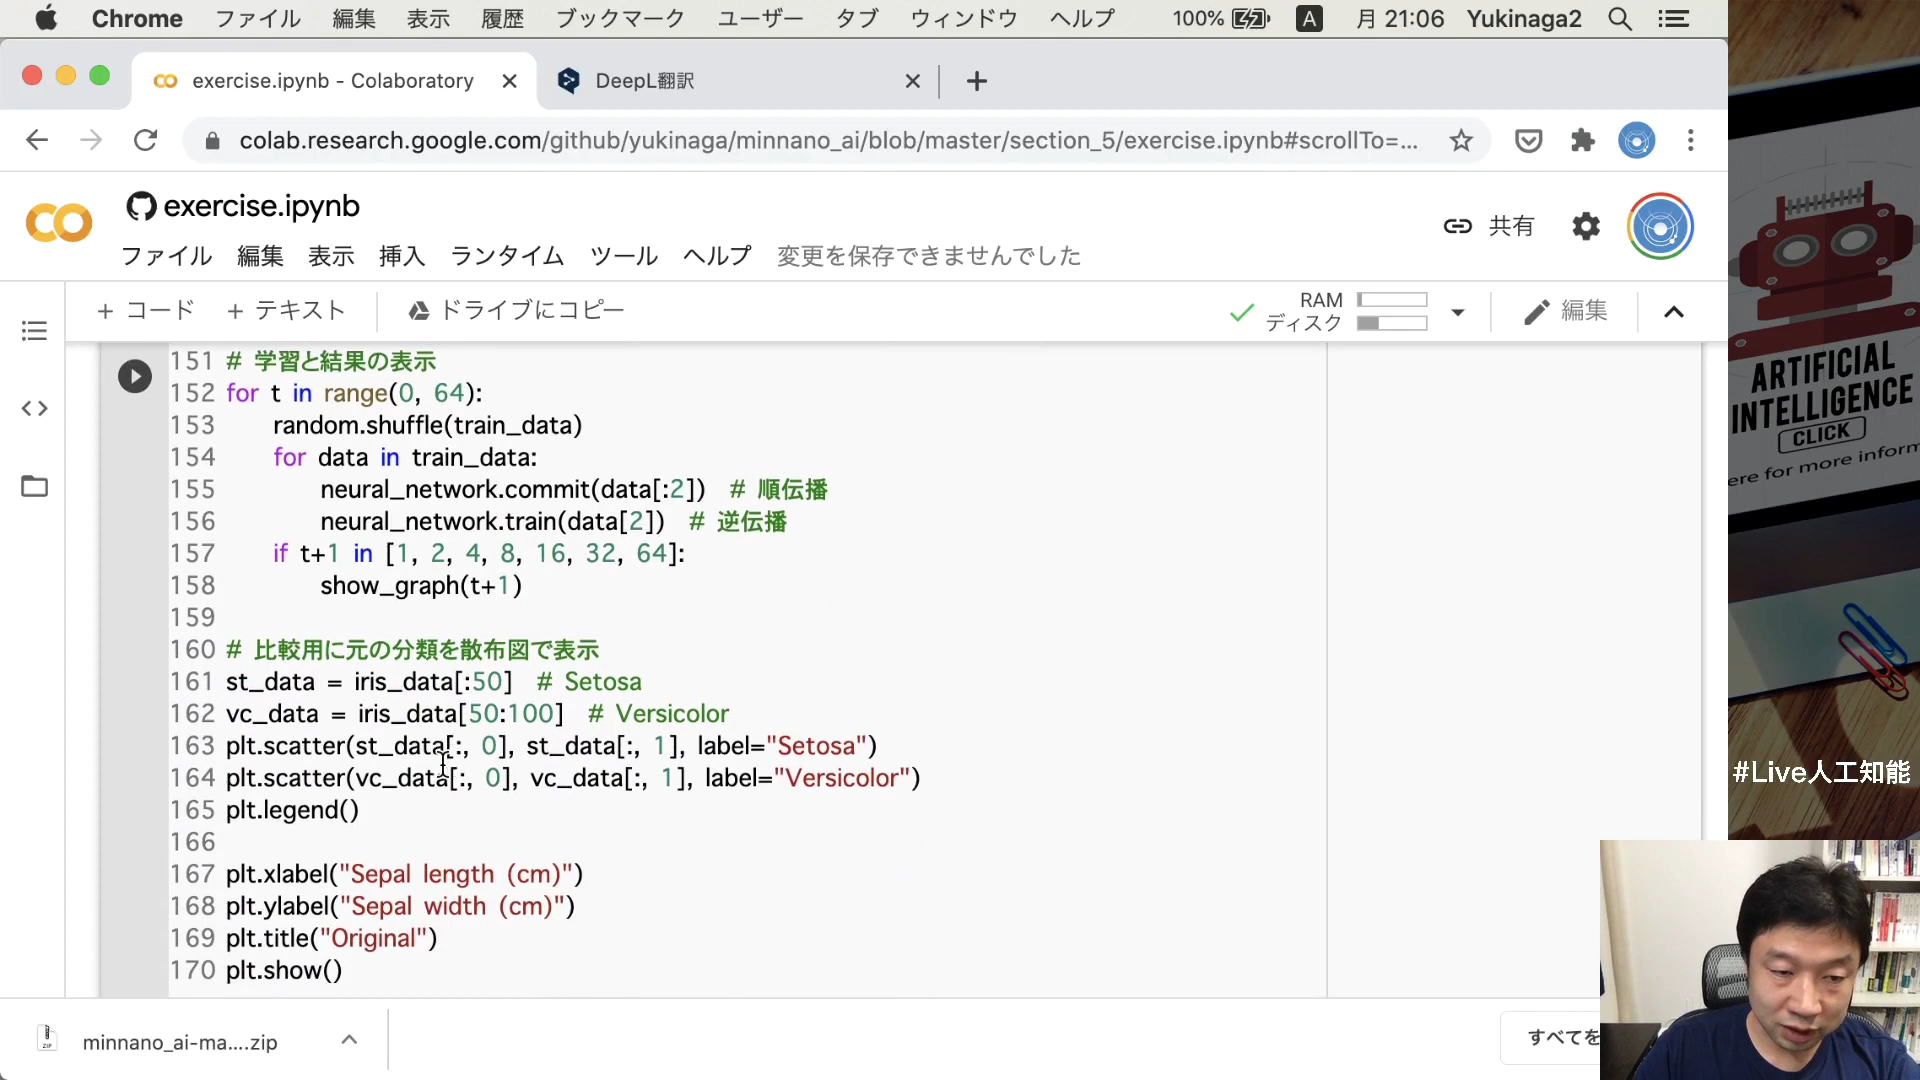 Chrome ファイル 編集 表示 履歴 ブックマーク ユーザー タブ ウィンドウ ヘルプ 100% A 月 21:06 Yukinaga2
exercise.ipynb - Colaboratory
DeepL翻訳
colab.research.google.com/github/yukinaga/minnano_ai/blob/master/section_5/exercise.ipynb#scrollTo=...
exercise.ipynb
共有
ファイル 編集 表示 挿入 ランタイム ツール ヘルプ 変更を保存できませんでした
+ コード + テキスト ドライブにコピー
RAM
ディスク
編集
151 # 学習と結果の表示
152 for t in range(0, 64):
153 random.shuffle(train_data)
154 for data in train_data:
155 neural_network.commit(data[:2]) # 順伝播
156 neural_network.train(data[2]) # 逆伝播
157 if t+1 in [1, 2, 4, 8, 16, 32, 64]:
158 show_graph(t+1)
159
160 # 比較用に元の分類を散布図で表示
161 st_data = iris_data[:50] # Setosa
162 vc_data = iris_data[50:100] # Versicolor
163 plt.scatter(st_data[:, 0], st_data[:, 1], label="Setosa")
164 plt.scatter(vc_data[:, 0], vc_data[:, 1], label="Versicolor")
165 plt.legend()
166
167 plt.xlabel("Sepal length (cm)")
168 plt.ylabel("Sepal width (cm)")
169 plt.title("Original")
170 plt.show()
ZIP
minnano_ai-ma....zip
すべてを
ARTIFICIAL
INTELLIGENCE
CLICK
ere for more inform
#Live人工知能